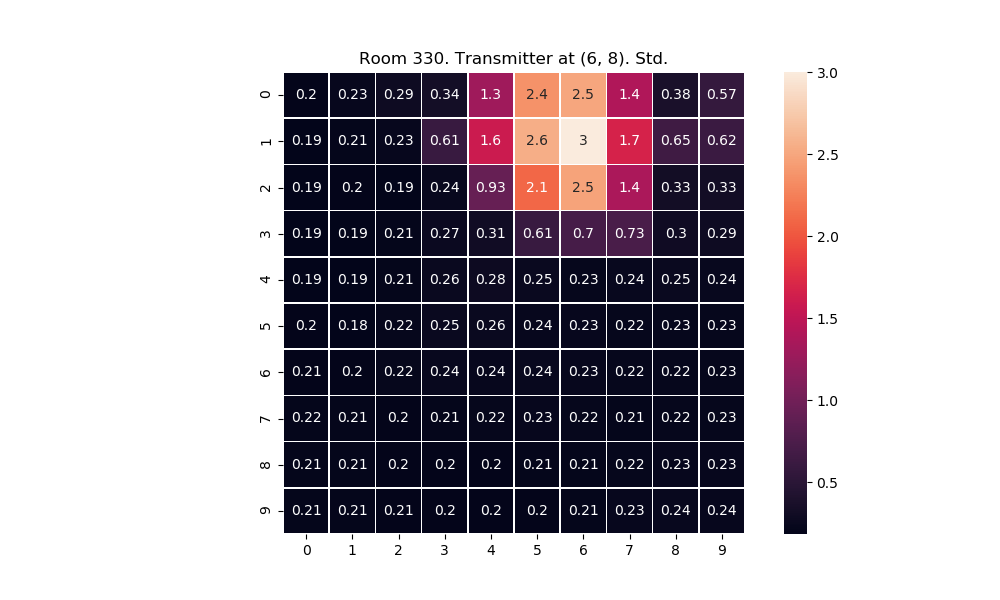 Room 330. Transmitter at (6, 8). Std.
0 0.2 0.23 0.29 0.34 1.3 2.4 2.5 1.4 0.38 0.57
1 0.19 0.21 0.23 0.61 1.6 2.6 3 1.7 0.65 0.62
2 0.19 0.2 0.19 0.24 0.93 2.1 2.5 1.4 0.33 0.33
3 0.19 0.19 0.21 0.27 0.31 0.61 0.7 0.73 0.3 0.29
4 0.19 0.19 0.21 0.26 0.28 0.25 0.23 0.24 0.25 0.24
5 0.2 0.18 0.22 0.25 0.26 0.24 0.23 0.22 0.23 0.23
6 0.21 0.2 0.22 0.24 0.24 0.24 0.23 0.22 0.22 0.23
7 0.22 0.21 0.2 0.21 0.22 0.23 0.22 0.21 0.22 0.23
8 0.21 0.21 0.2 0.2 0.2 0.21 0.21 0.22 0.23 0.23
9 0.21 0.21 0.21 0.2 0.2 0.2 0.21 0.23 0.24 0.24
0 1 2 3 4 5 6 7 8 9
3.0
2.5
2.0
1.5
1.0
0.5